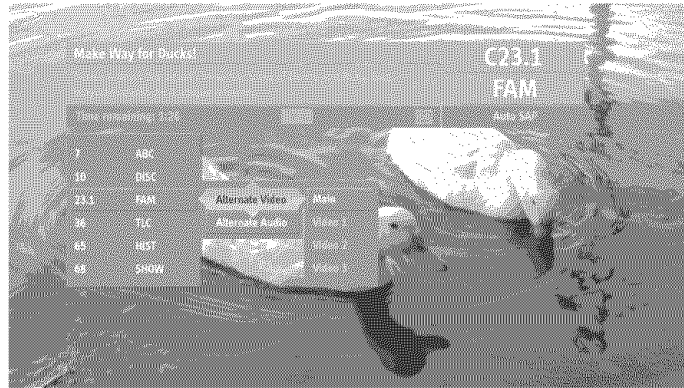 Make Way for Ducks!
C23.1
FAM
Time remaining: 1:26
Auto SAP
7 ABC
10 DISC
23.1 FAM Alternate Video Main
36 TLC Alternate Audio Video 1
65 HIST Video 2
68 SHOW Video 3